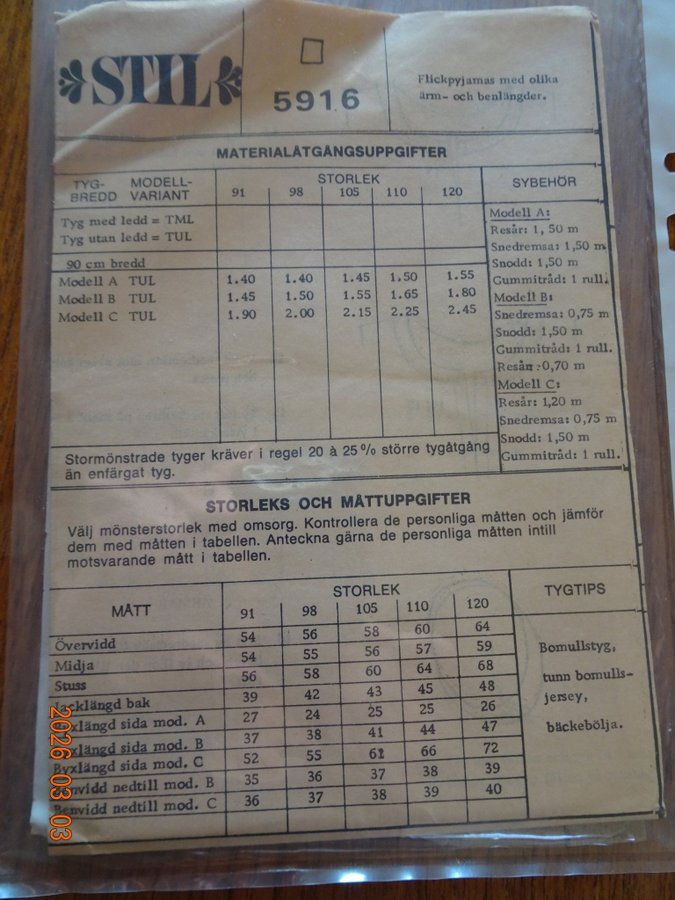 STIL
5916
Flickpyjamas med olika
ärm- och benlängder.
MATERIALÅTGÅNGSUPPGIFTER
TYG-
BREDD
MODELL-
VARIANT
STORLEK
91 98 105 110 120
SYBEHÖR
Tyg med ledd = TML
Tyg utan ledd = TUL
90 cm bredd
Modell A TUL 1.40 1.40 1.45 1.50 1.55
Modell B TUL 1.45 1.50 1.55 1.65 1.80
Modell C TUL 1.90 2.00 2.15 2.25 2.45
Modell A:
Resår: 1,50 m
Snedremsa: 1,50 m
Snodd: 1,50 m
Gummitråd: 1 rull.
Modell B:
Snedremsa: 0,75 m
Snodd: 1,50 m
Gummitråd: 1 rull.
Resår: 0,70 m
Modell C:
Resår: 1,20 m
Snedremsa: 0,75 m
Snodd: 1,50 m
Gummitråd: 1 rull.
Stormönstrade tyger kräver i regel 20 à 25% större tygåtgång
än enfärgat tyg.
STORLEKS OCH MÅTTUPPGIFTER
Välj mönsterstorlek med omsorg. Kontrollera de personliga måtten och jämför
dem med måtten i tabellen. Anteckna gärna de personliga måtten intill
motsvarande mått i tabellen.
MÅTT
STORLEK
91 98 105 110 120
TYGTIPS
Övervidd 54 56 58 60 64
Midja 54 55 56 57 59
Stuss 56 58 60 64 68
Jacklängd bak 39 42 43 45 48
Byxlängd sida mod. A 27 24 25 25 26
Byxlängd sida mod. B 37 38 41 44 47
Byxlängd sida mod. C 52 55 61 66 72
Benvidd nedtill mod. B 35 36 37 38 39
Benvidd nedtill mod. C 36 37 38 39 40
Bomullstyg,
tunn bomulls-
jersey,
bäckebölja.
2026 03 03